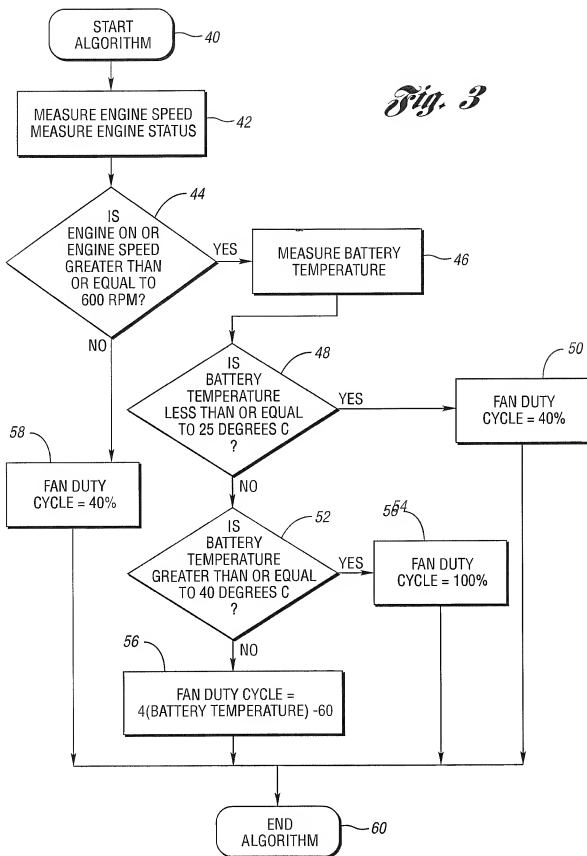 START
ALGORITHM
40
Fig. 3
MEASURE ENGINE SPEED
MEASURE ENGINE STATUS
42
44
IS
ENGINE ON OR
ENGINE SPEED
GREATER THAN
OR EQUAL TO
600 RPM?
YES
NO
MEASURE BATTERY
TEMPERATURE
46
48
IS
BATTERY
TEMPERATURE
LESS THAN OR EQUAL
TO 25 DEGREES C
?
YES
NO
50
FAN DUTY
CYCLE = 40%
58
FAN DUTY
CYCLE = 40%
52
IS
BATTERY
TEMPERATURE
GREATER THAN OR EQUAL
TO 40 DEGREES C
?
YES
NO
54
FAN DUTY
CYCLE = 100%
56
FAN DUTY CYCLE =
4(BATTERY TEMPERATURE) -60
END
ALGORITHM
60